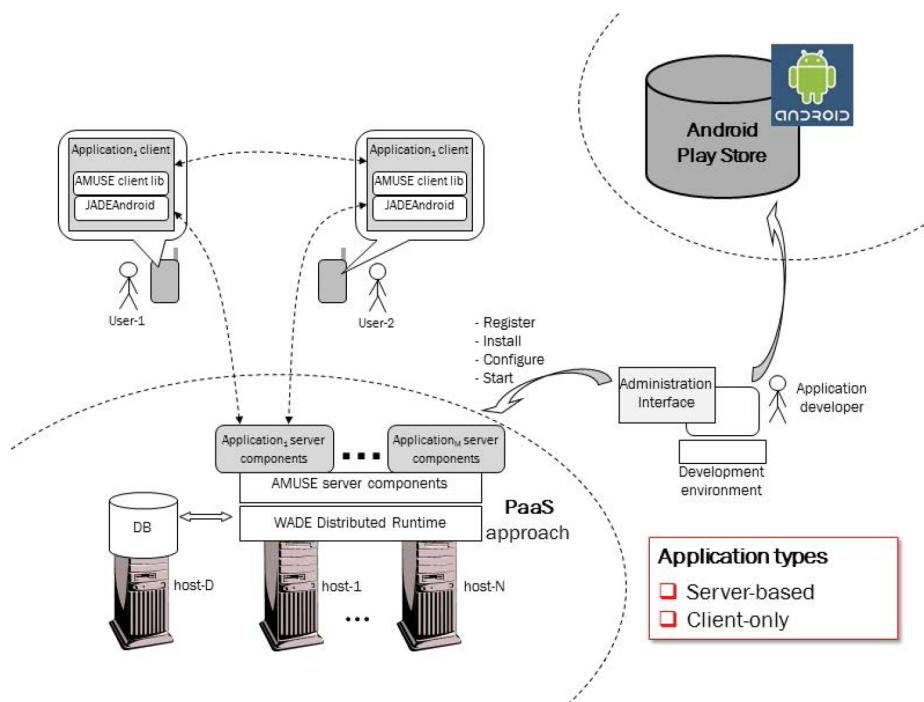 ANDROID
Android
Play Store
Application₁ client
AMUSE client lib
JADEAndroid
Application₁ client
AMUSE client lib
JADEAndroid
User-1
User-2
- Register
- Install
- Configure
- Start
Administration
Interface
Application
developer
Development
environment
Application₁ server
components
Applicationₘ server
components
AMUSE server components
WADE Distributed Runtime
PaaS
approach
DB
host-D
host-1
host-N
...
Application types
Server-based
Client-only